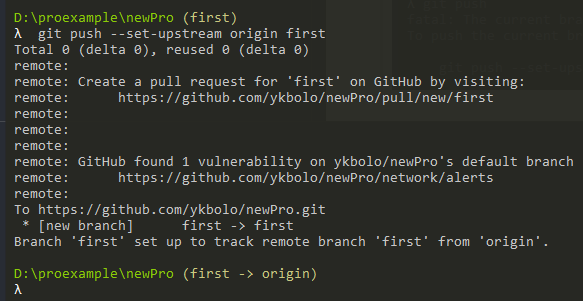 D:\proexample\newPro (first)
λ  git push --set-upstream origin first
Total 0 (delta 0), reused 0 (delta 0)
remote:
remote: Create a pull request for 'first' on GitHub by visiting:
remote:      https://github.com/ykbolo/newPro/pull/new/first
remote:
remote:
remote:
remote: GitHub found 1 vulnerability on ykbolo/newPro's default branch
remote:      https://github.com/ykbolo/newPro/network/alerts
remote:
To https://github.com/ykbolo/newPro.git
 * [new branch]      first -> first
Branch 'first' set up to track remote branch 'first' from 'origin'.
D:\proexample\newPro (first -> origin)
λ